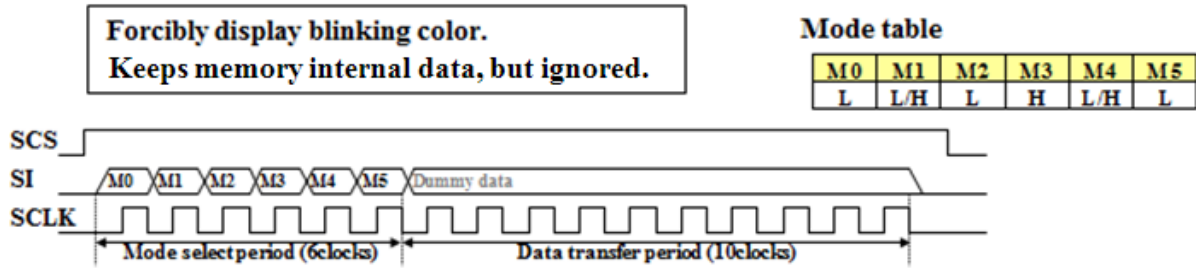 Forcibly display blinking color.
Keeps memory internal data, but ignored.
Mode table
M0 M1 M2 M3 M4 M5
L L/H L H L/H L
SCS
SI M0 M1 M2 M3 M4 M5 Dummy data
SCLK
Mode select period (6clocks) Data transfer period (10clocks)